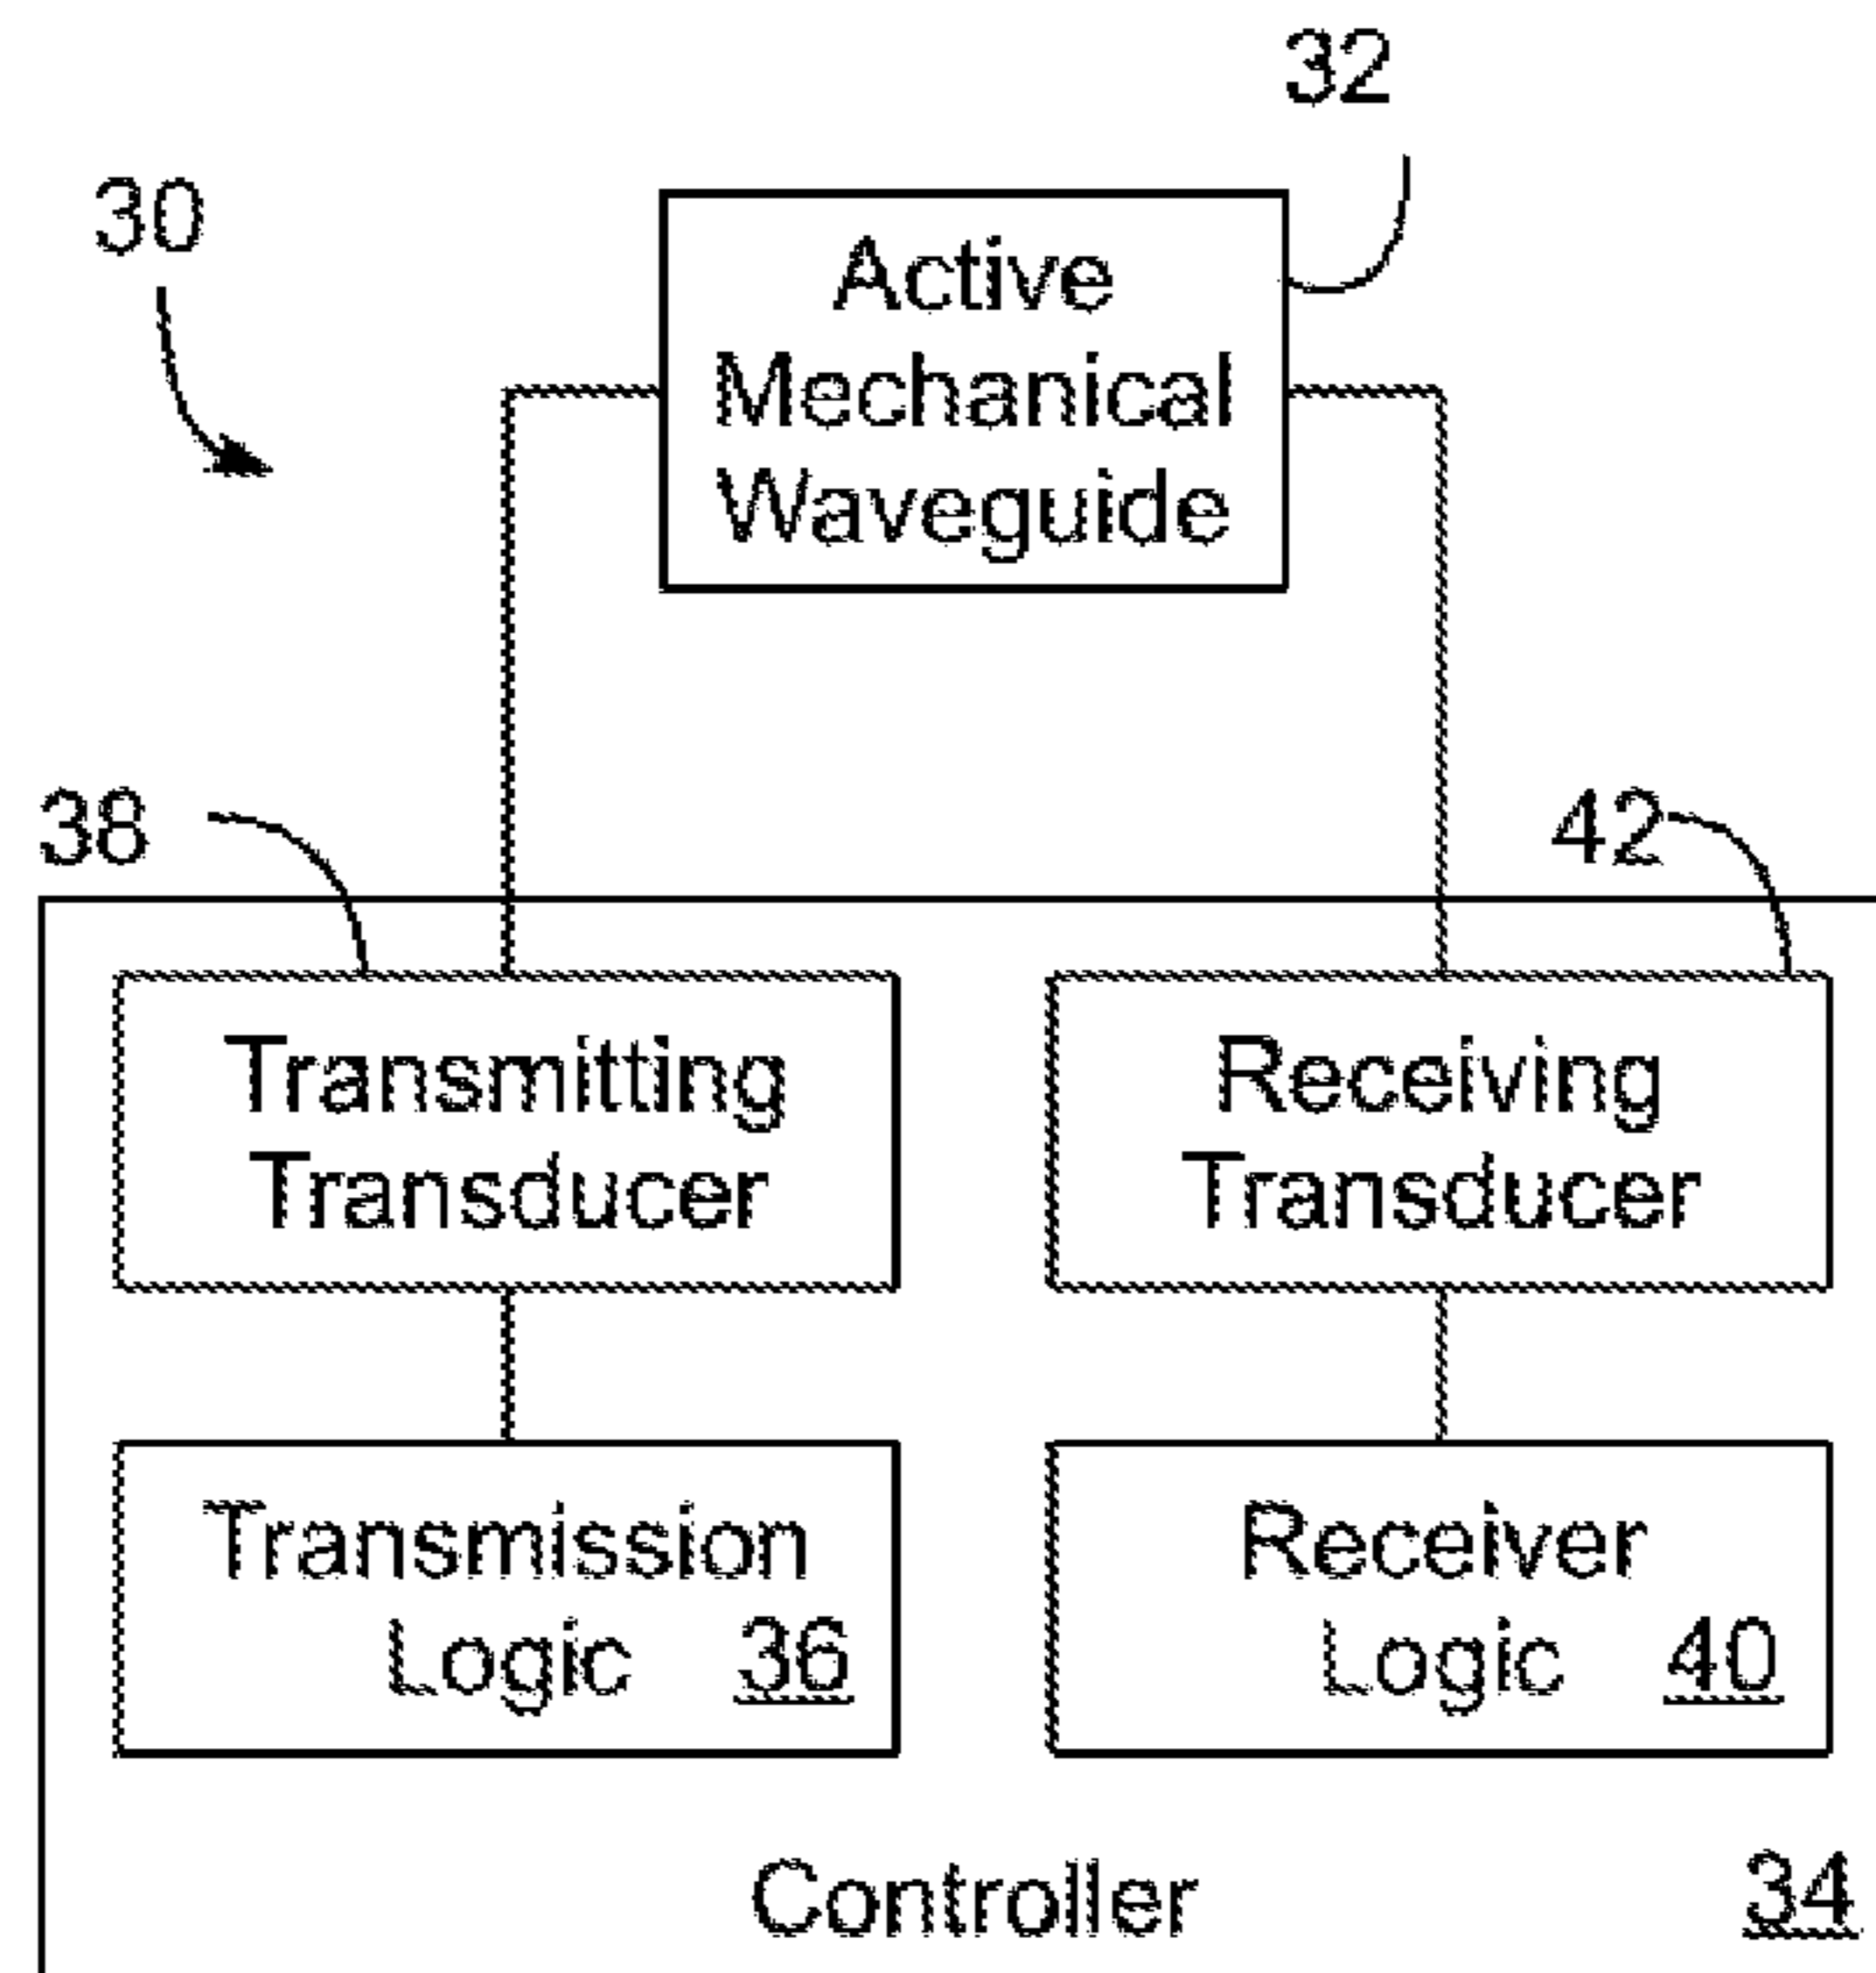 32
30
Active
Mechanical
Waveguide
38
42
Transmitting
Transducer
Receiving
Transducer
Transmission
Logic 36
Receiver
Logic 40
Controller 34